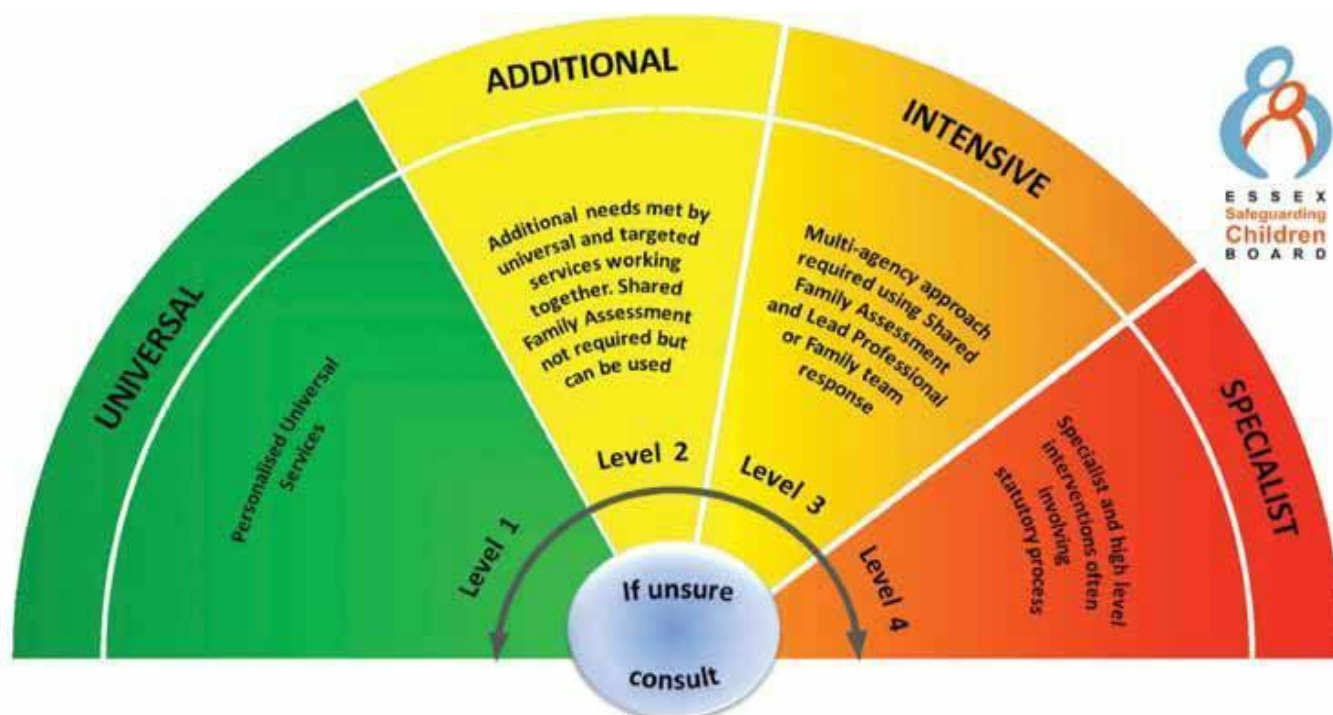 UNIVERSAL
Personalised Universal
Services
Level 1
ADDITIONAL
Additional needs met by
universal and targeted
services working
together. Shared
Family Assessment
not required but
can be used
Level 2
INTENSIVE
Multi-agency approach
required using Shared
Family Assessment
and Lead Professional
or Family team
response
Level 3
SPECIALIST
Specialist and high level
interventions often
involving
statutory process
Level 4
If unsure
consult
ESSEX
Safeguarding
Children
BOARD